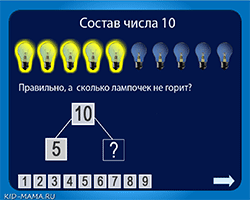 Состав числа 10
Правильно, а сколько лампочек не горит?
10
5 ?
1 2 3 4 5 6 7 8 9
KID-MAMA.RU